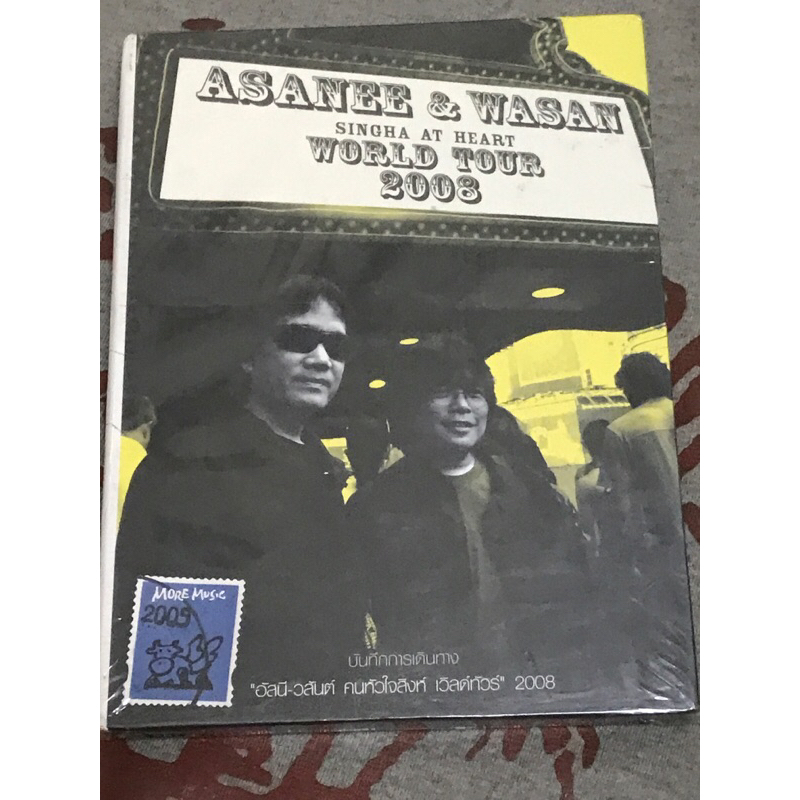 ASANEE & WASAN
SINGHA AT HEART
WORLD TOUR
2008
MORE MUSIC
2009
บันทึกการเดินทาง
"อัสนี-วสันต์ คนหัวใจสิงห์ เวิลด์ทัวร์" 2008